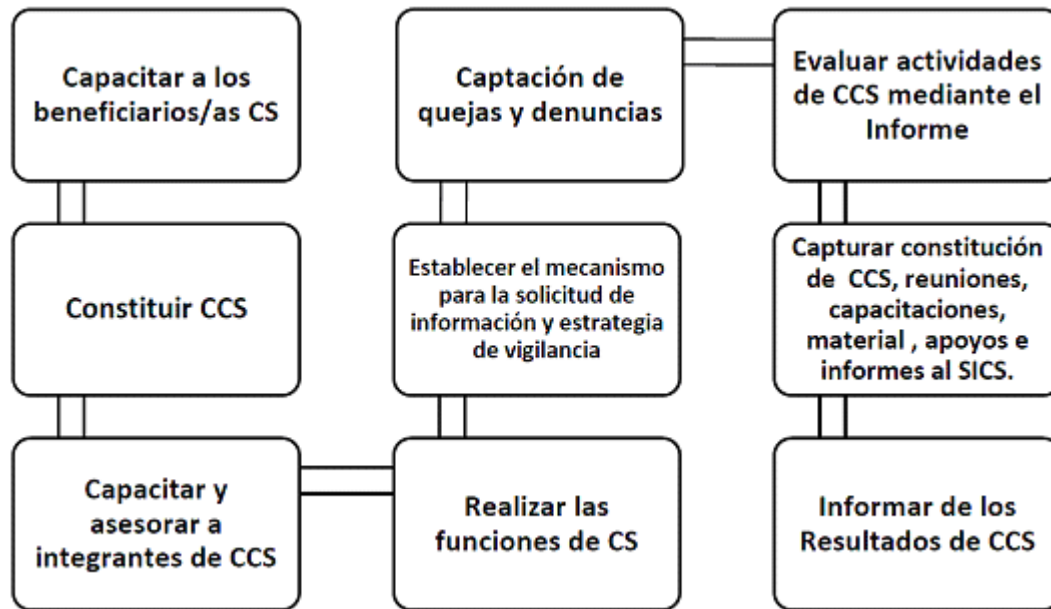 Capacitar a los
beneficiarios/as CS
Constituir CCS
Capacitar y
asesorar a
integrantes de CCS
Realizar las
funciones de CS
Establecer el mecanismo
para la solicitud de
información y estrategia
de vigilancia
Captación de
quejas y denuncias
Evaluar actividades
de CCS mediante el
Informe
Capturar constitución
de CCS, reuniones,
capacitaciones,
material , apoyos e
informes al SICS.
Informar de los
Resultados de CCS